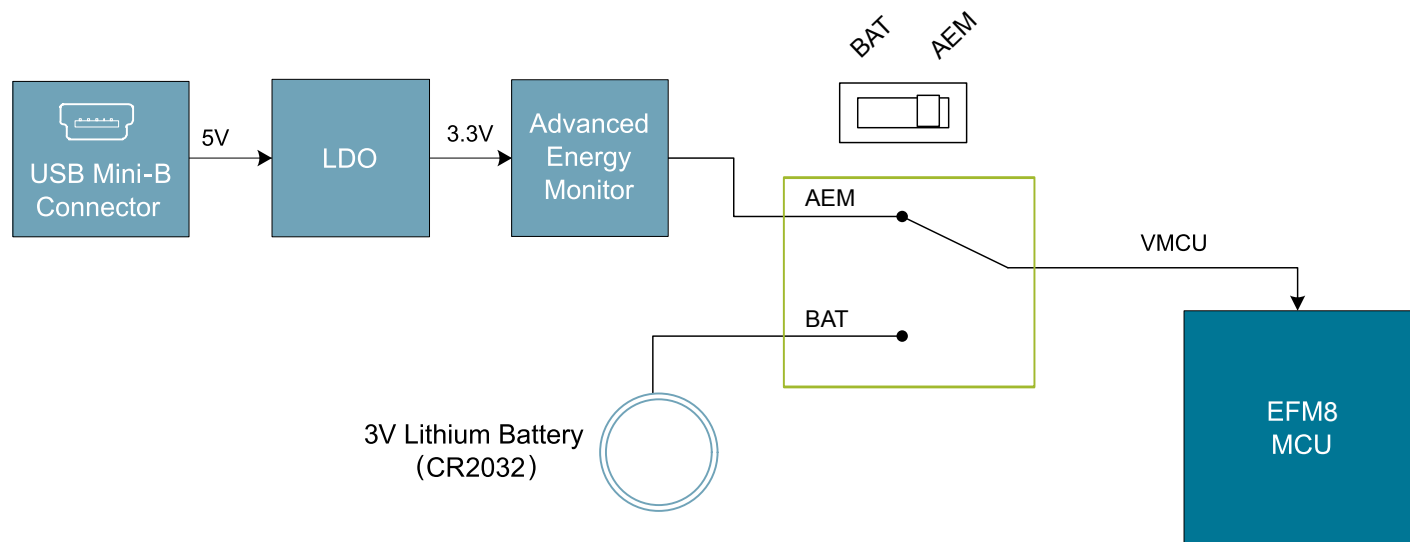 BAT
AEM
USB Mini-B
Connector
5V
LDO
3.3V
Advanced
Energy
Monitor
AEM
BAT
VMCU
3V Lithium Battery
(CR2032)
EFM8
MCU